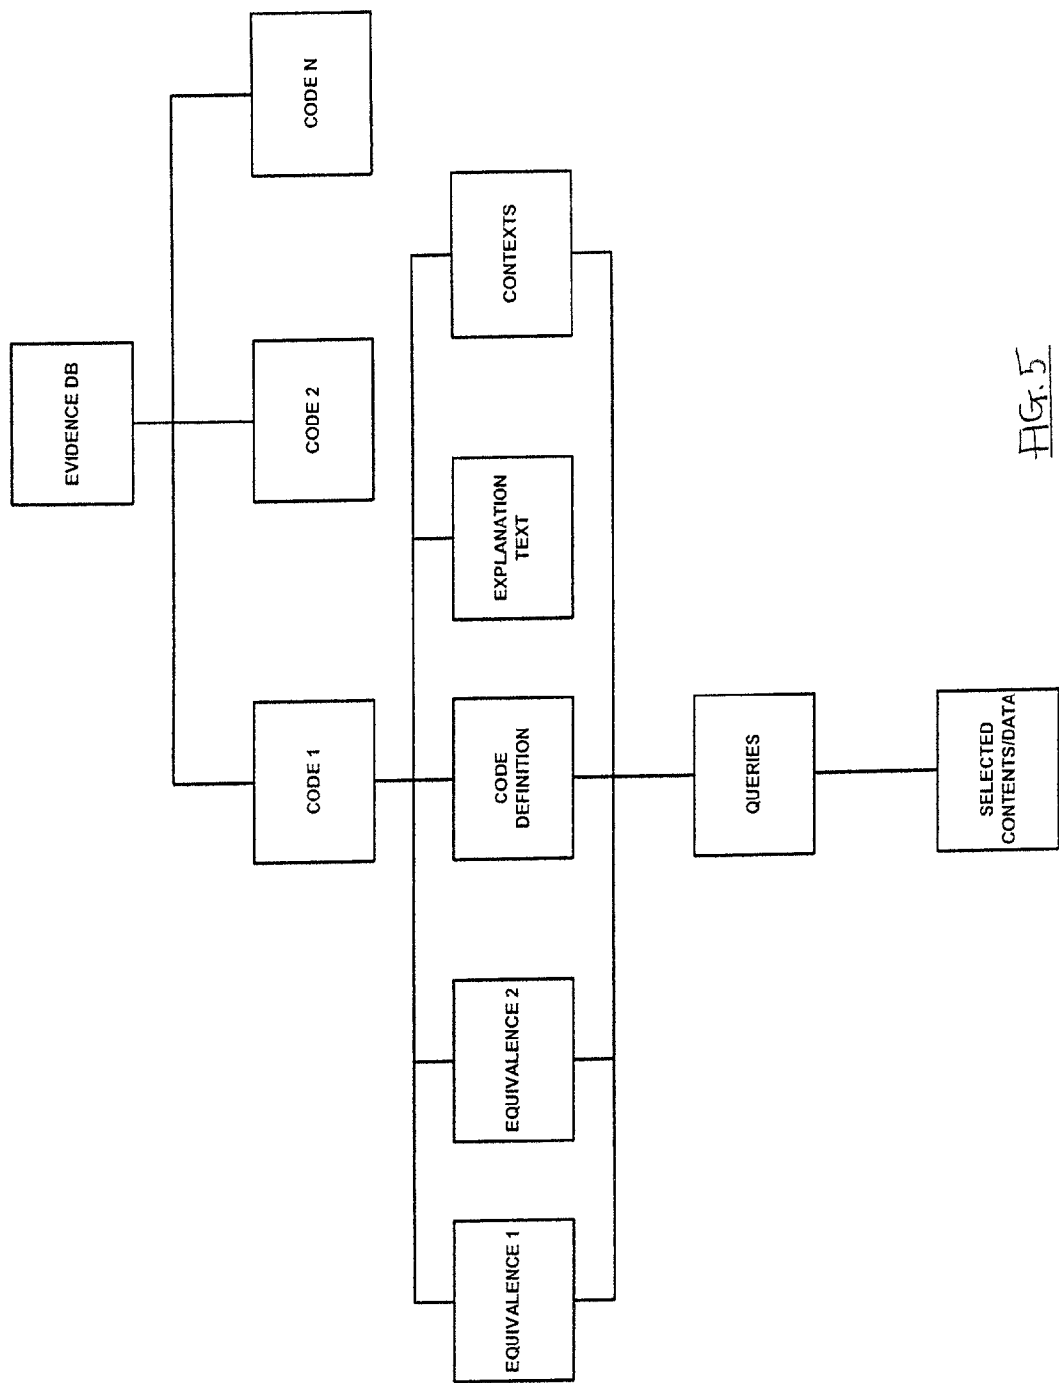 EVIDENCE DB
CODE 1
CODE 2
CODE N
EQUIVALENCE 1
EQUIVALENCE 2
CODE
DEFINITION
EXPLANATION
TEXT
CONTEXTS
QUERIES
SELECTED
CONTENTS/DATA
FIG. 5